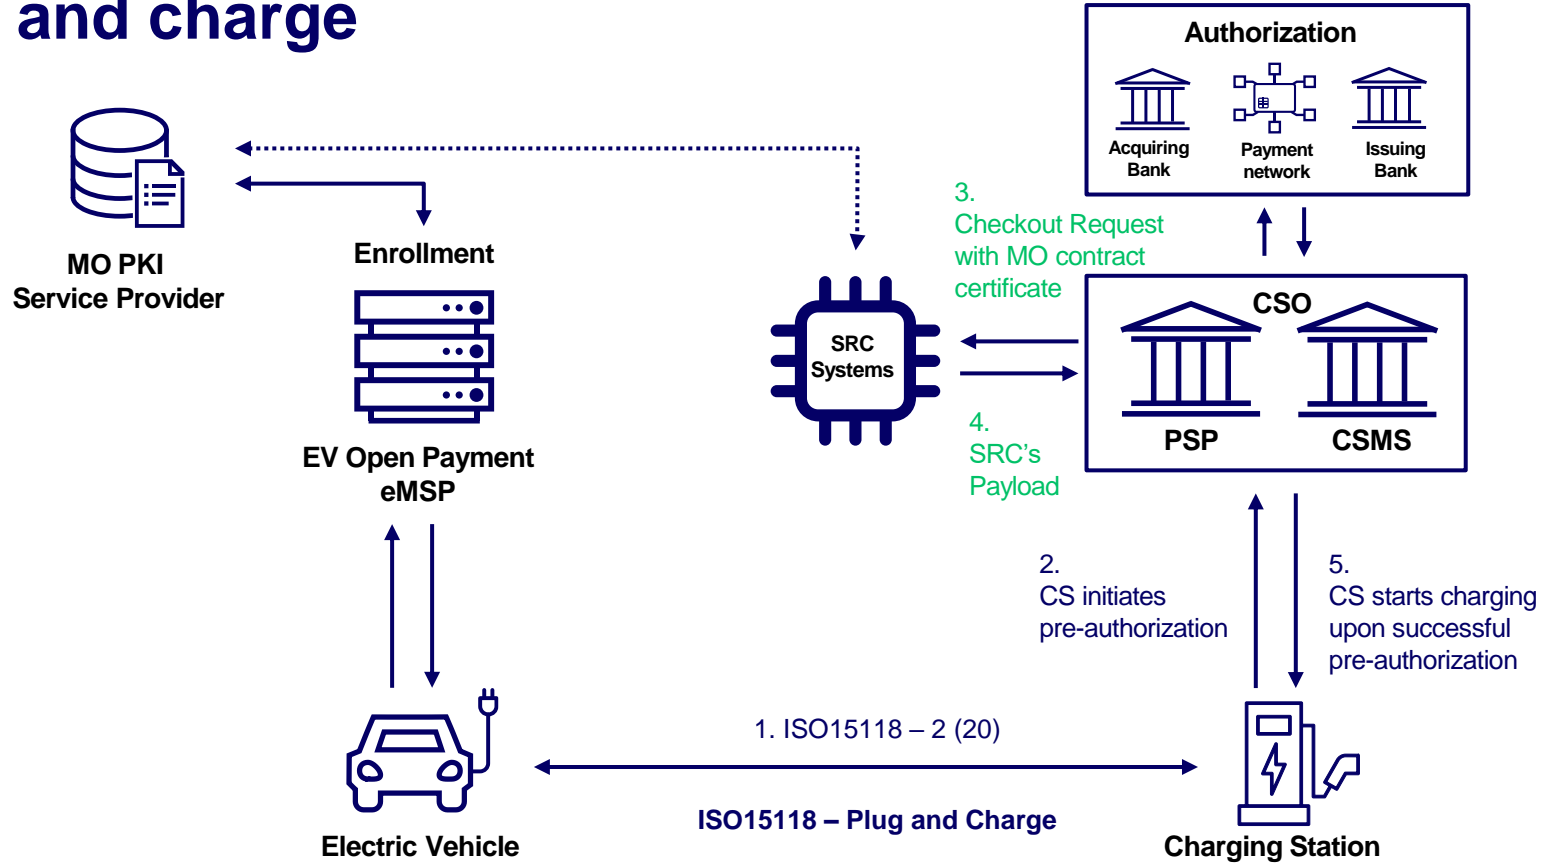 and charge
Authorization
Acquiring
Bank
Payment
network
Issuing
Bank
MO PKI
Service Provider
Enrollment
EV Open Payment
eMSP
SRC
Systems
3.
Checkout Request
with MO contract
certificate
4.
SRC’s
Payload
CSO
PSP
CSMS
2.
CS initiates
pre-authorization
5.
CS starts charging
upon successful
pre-authorization
1. ISO15118 – 2 (20)
ISO15118 – Plug and Charge
Electric Vehicle
Charging Station